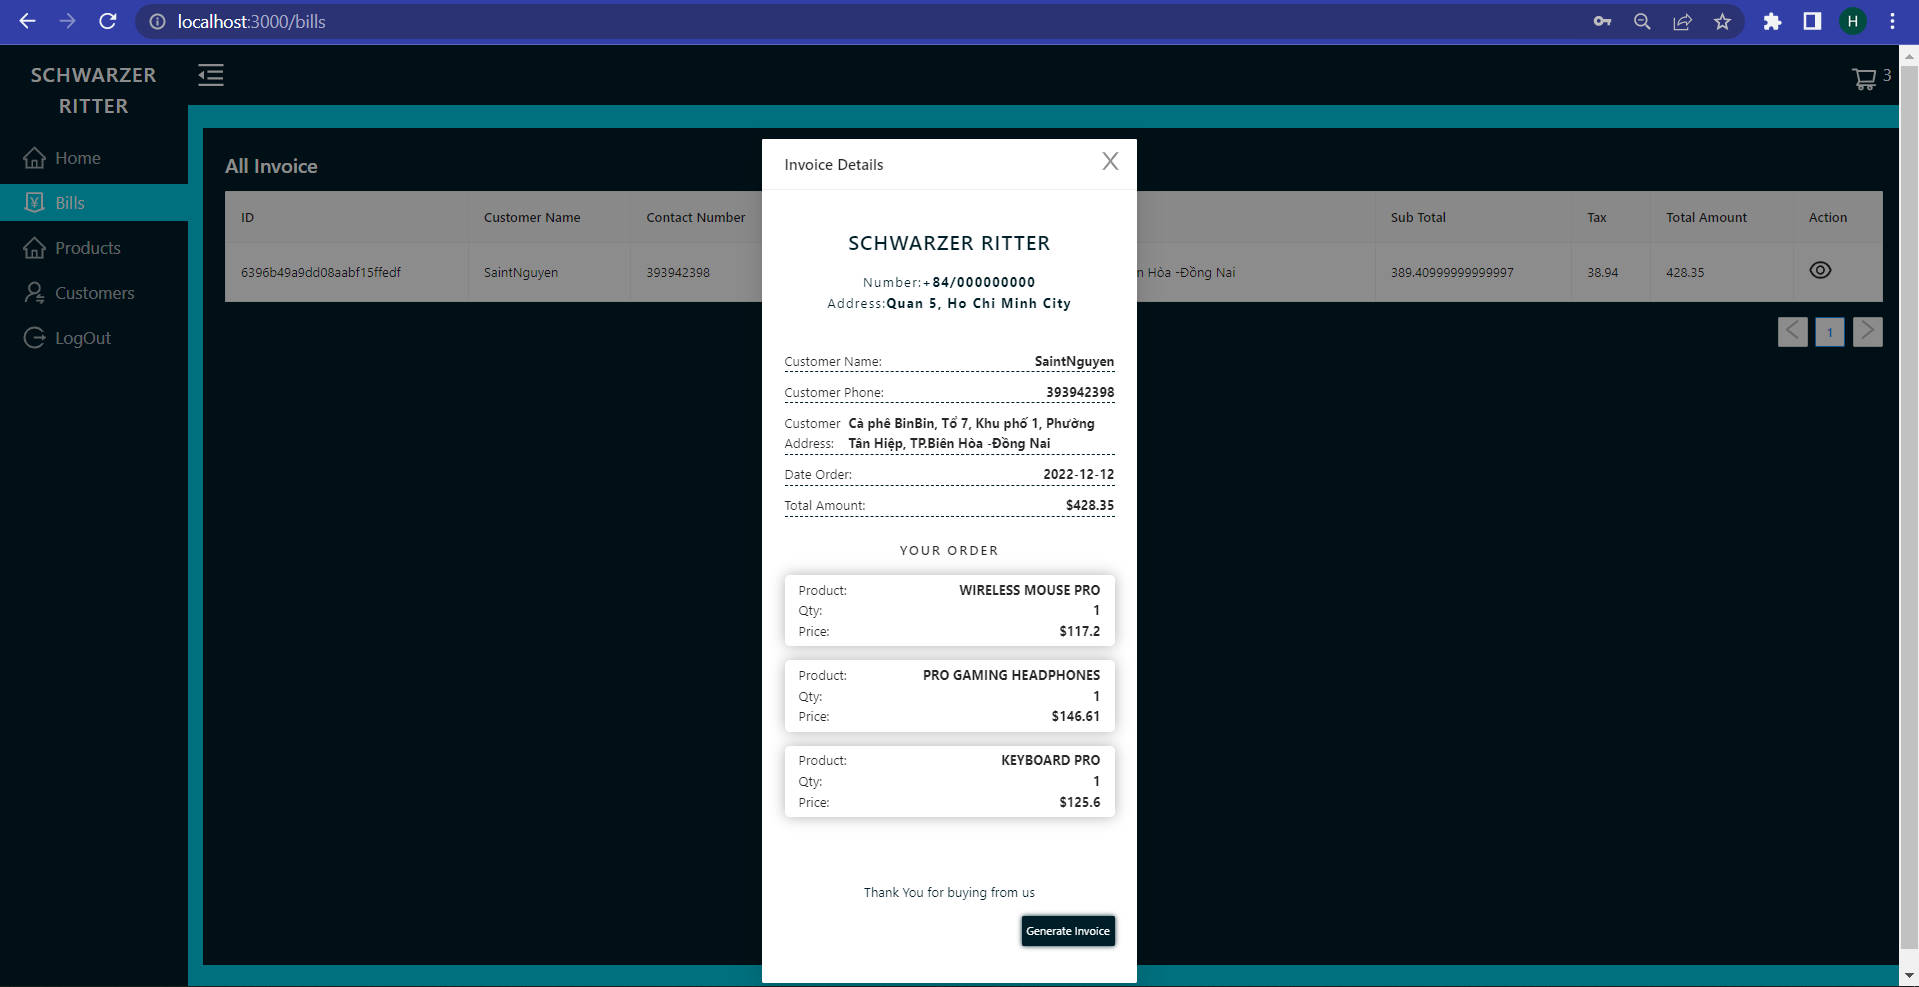 localhost:3000/bills
H
SCHWARZER
RITTER
3
Home
Bills
Products
Customers
LogOut
All Invoice
ID
Customer Name
Contact Number
Sub Total
Tax
Total Amount
Action
6396b49a9dd08aabf15ffedf
SaintNguyen
393942398
n Hòa -Đồng Nai
389.40999999999997
38.94
428.35
1
Invoice Details
X
SCHWARZER RITTER
Number:+84/000000000
Address:Quan 5, Ho Chi Minh City
Customer Name: SaintNguyen
Customer Phone: 393942398
Customer Cà phê BinBin, Tổ 7, Khu phố 1, Phường
Address: Tân Hiệp, TP.Biên Hòa -Đồng Nai
Date Order: 2022-12-12
Total Amount: $428.35
YOUR ORDER
Product: WIRELESS MOUSE PRO
Qty: 1
Price: $117.2
Product: PRO GAMING HEADPHONES
Qty: 1
Price: $146.61
Product: KEYBOARD PRO
Qty: 1
Price: $125.6
Thank You for buying from us
Generate Invoice